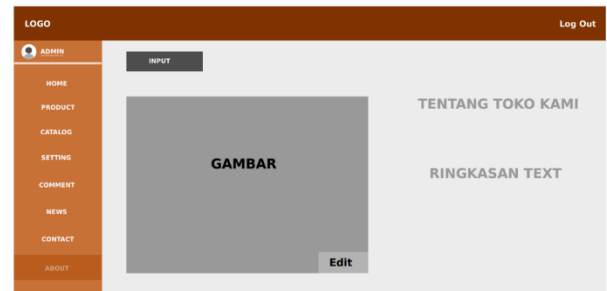 LOGO
Log Out
ADMIN
INPUT
HOME
PRODUCT
CATALOG
SETTING
COMMENT
NEWS
CONTACT
ABOUT
GAMBAR
Edit
TENTANG TOKO KAMI
RINGKASAN TEXT